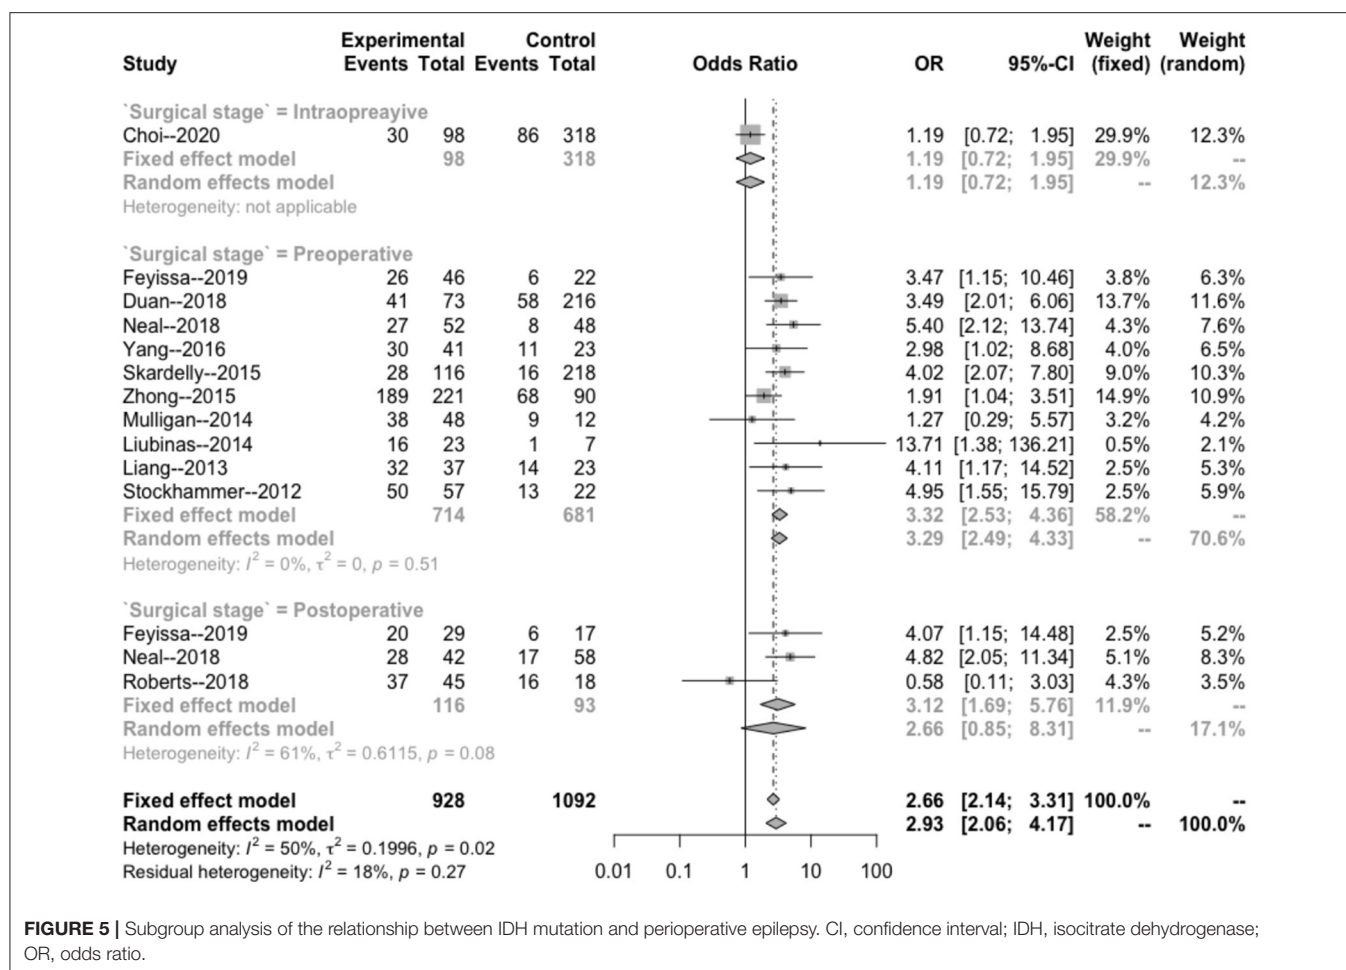 Experimental Control Weight Weight
Study Events Total Events Total Odds Ratio OR 95%-CI (fixed) (random)
`Surgical stage` = Intraopreayive
Choi--2020 30 98 86 318 1.19 [0.72; 1.95] 29.9% 12.3%
Fixed effect model 98 318 1.19 [0.72; 1.95] 29.9% --
Random effects model 1.19 [0.72; 1.95] -- 12.3%
Heterogeneity: not applicable
`Surgical stage` = Preoperative
Feyissa--2019 26 46 6 22 3.47 [1.15; 10.46] 3.8% 6.3%
Duan--2018 41 73 58 216 3.49 [2.01; 6.06] 13.7% 11.6%
Neal--2018 27 52 8 48 5.40 [2.12; 13.74] 4.3% 7.6%
Yang--2016 30 41 11 23 2.98 [1.02; 8.68] 4.0% 6.5%
Skardelly--2015 28 116 16 218 4.02 [2.07; 7.80] 9.0% 10.3%
Zhong--2015 189 221 68 90 1.91 [1.04; 3.51] 14.9% 10.9%
Mulligan--2014 38 48 9 12 1.27 [0.29; 5.57] 3.2% 4.2%
Liubinas--2014 16 23 1 7 13.71 [1.38; 136.21] 0.5% 2.1%
Liang--2013 32 37 14 23 4.11 [1.17; 14.52] 2.5% 5.3%
Stockhammer--2012 50 57 13 22 4.95 [1.55; 15.79] 2.5% 5.9%
Fixed effect model 714 681 3.32 [2.53; 4.36] 58.2% --
Random effects model 3.29 [2.49; 4.33] -- 70.6%
Heterogeneity: I² = 0%, τ² = 0, p = 0.51
`Surgical stage` = Postoperative
Feyissa--2019 20 29 6 17 4.07 [1.15; 14.48] 2.5% 5.2%
Neal--2018 28 42 17 58 4.82 [2.05; 11.34] 5.1% 8.3%
Roberts--2018 37 45 16 18 0.58 [0.11; 3.03] 4.3% 3.5%
Fixed effect model 116 93 3.12 [1.69; 5.76] 11.9% --
Random effects model 2.66 [0.85; 8.31] -- 17.1%
Heterogeneity: I² = 61%, τ² = 0.6115, p = 0.08
Fixed effect model 928 1092 2.66 [2.14; 3.31] 100.0% --
Random effects model 2.93 [2.06; 4.17] -- 100.0%
Heterogeneity: I² = 50%, τ² = 0.1996, p = 0.02
Residual heterogeneity: I² = 18%, p = 0.27
0.01 0.1 1 10 100
FIGURE 5 | Subgroup analysis of the relationship between IDH mutation and perioperative epilepsy. CI, confidence interval; IDH, isocitrate dehydrogenase;
OR, odds ratio.